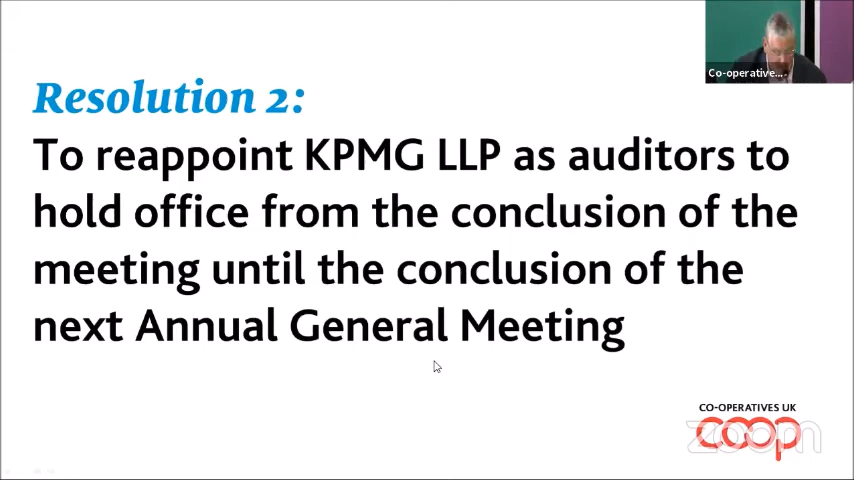 Co-operative...
Resolution 2:
To reappoint KPMG LLP as auditors to
hold office from the conclusion of the
meeting until the conclusion of the
next Annual General Meeting
CO-OPERATIVES UK
coop
zoom